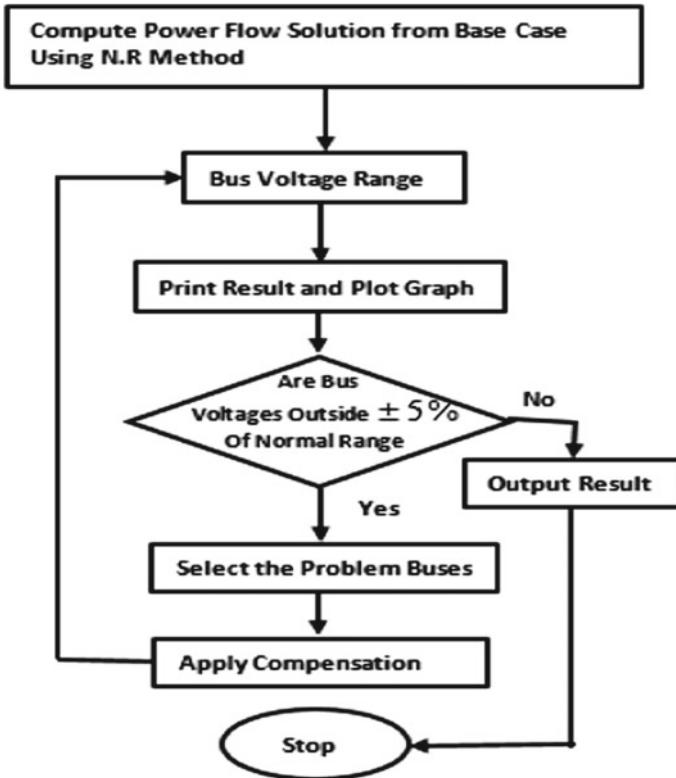 Compute Power Flow Solution from Base Case
Using N.R Method
Bus Voltage Range
Print Result and Plot Graph
Are Bus
Voltages Outside ± 5%
Of Normal Range
No
Output Result
Yes
Select the Problem Buses
Apply Compensation
Stop